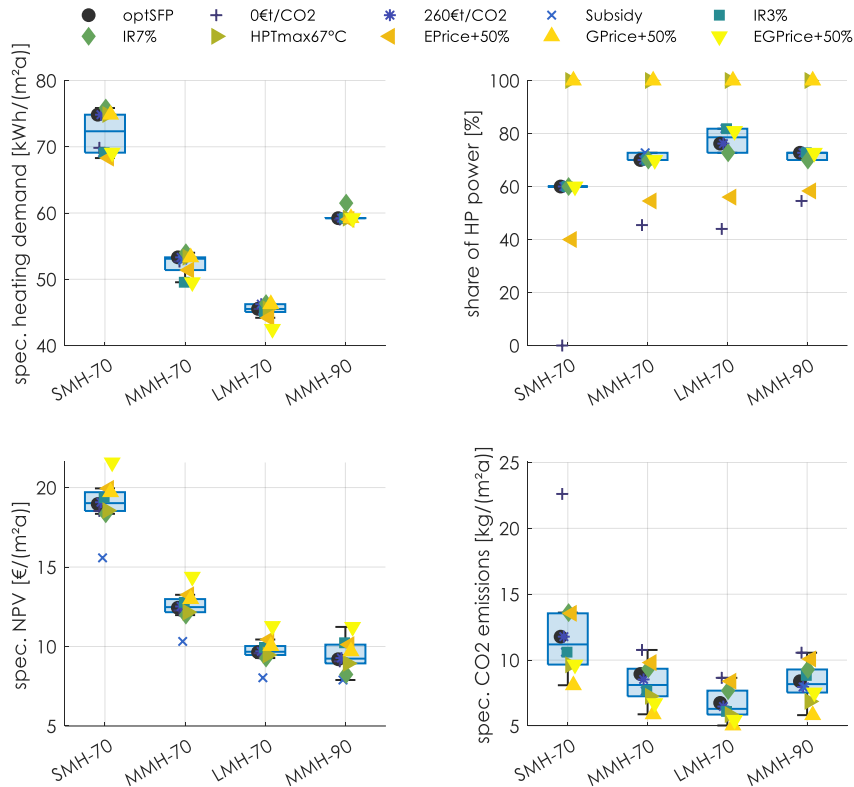 optSFP 0€t/CO2 260€t/CO2 Subsidy IR3%
IR7% HPTmax67°C EPrice+50% GPrice+50% EGPrice+50%
spec. heating demand [kWh/(m²a)]
80
70
60
50
40
SMH-70 MMH-70 LMH-70 MMH-90
share of HP power [%]
100
80
60
40
20
0
SMH-70 MMH-70 LMH-70 MMH-90
spec. NPV [€/(m²a)]
20
15
10
5
SMH-70 MMH-70 LMH-70 MMH-90
spec. CO2 emissions [kg/(m²a)]
25
20
15
10
5
SMH-70 MMH-70 LMH-70 MMH-90